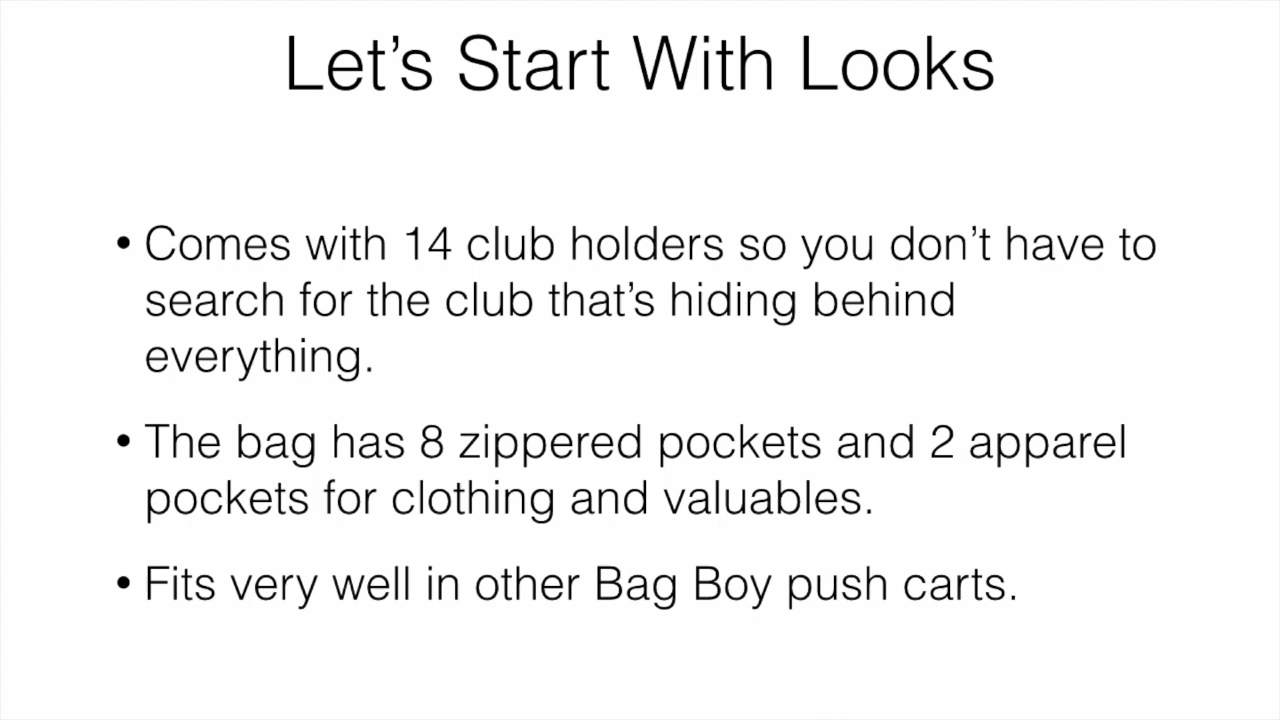 Let’s Start With Looks
• Comes with 14 club holders so you don’t have to
search for the club that’s hiding behind
everything.
• The bag has 8 zippered pockets and 2 apparel
pockets for clothing and valuables.
• Fits very well in other Bag Boy push carts.